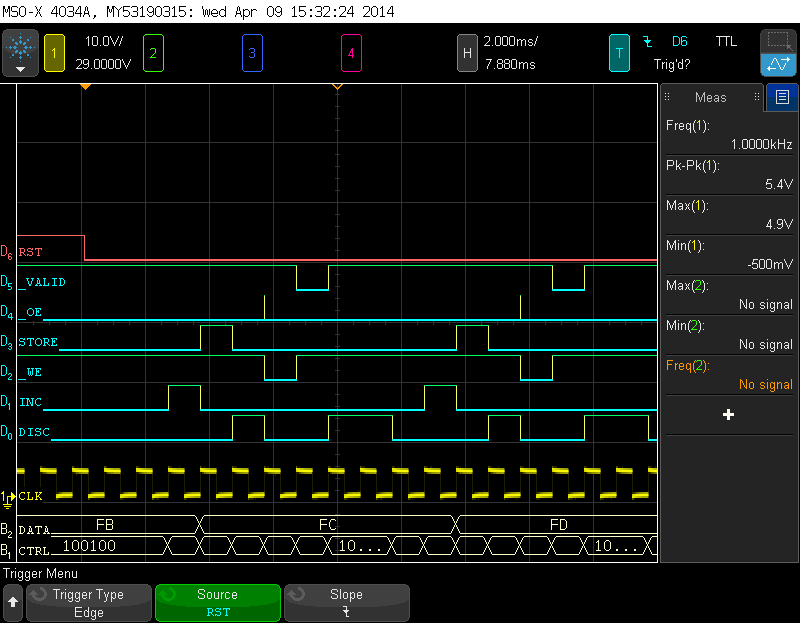 MSO-X 4034A, MY53190315: Wed Apr 09 15:32:24 2014
1 10.0V/ 2 3 4 H 2.000ms/ T D6 TTL
29.0000V 7.880ms Trig'd?
Meas
Freq(1):
1.0000kHz
Pk-Pk(1):
5.4V
Max(1):
4.9V
Min(1):
-500mV
Max(2):
No signal
Min(2):
No signal
Freq(2):
No signal
D6 RST
D5 _VALID
D4 _OE
D3 STORE
D2 _WE
D1 INC
D0 DISC
1 CLK
B2 DATA FB FC FD
B1 CTRL 100100 10... 10...
Trigger Menu
Trigger Type Source Slope
Edge RST